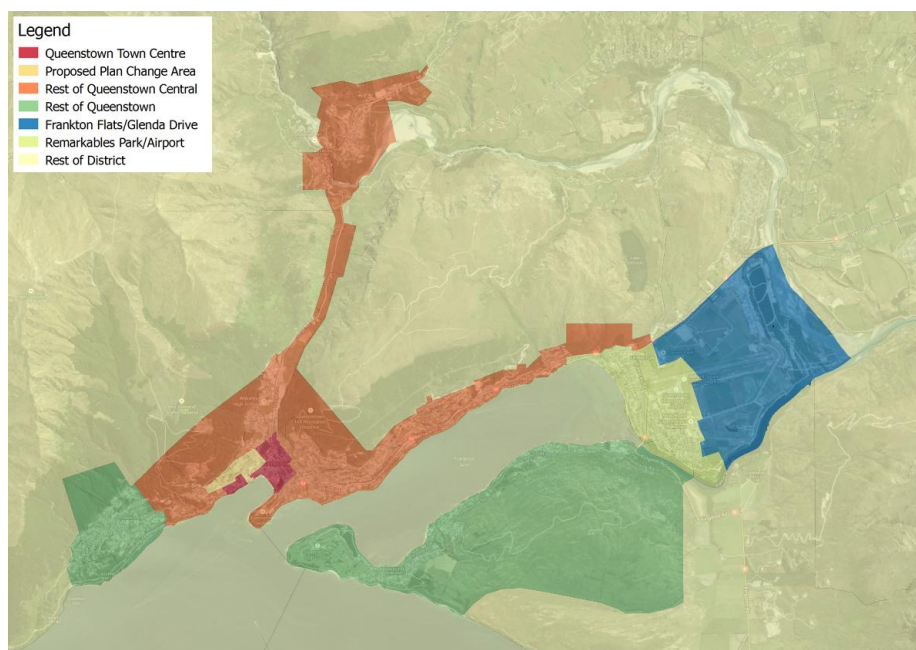 Legend
Queenstown Town Centre
Proposed Plan Change Area
Rest of Queenstown Central
Rest of Queenstown
Frankton Flats/Glenda Drive
Remarkables Park/Airport
Rest of District